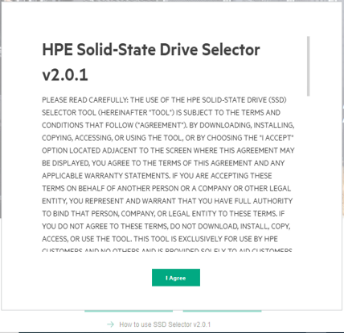 HPE Solid-State Drive Selector
v2.0.1
PLEASE READ CAREFULLY: THE USE OF THE HPE SOLID-STATE DRIVE (SSD)
SELECTOR TOOL (HEREINAFTER "TOOL") IS SUBJECT TO THE TERMS AND
CONDITIONS THAT FOLLOW ("AGREEMENT"). BY DOWNLOADING, INSTALLING,
COPYING, ACCESSING, OR USING THE TOOL, OR BY CHOOSING THE "I ACCEPT"
OPTION LOCATED ADJACENT TO THE SCREEN WHERE THIS AGREEMENT MAY
BE DISPLAYED, YOU AGREE TO THE TERMS OF THIS AGREEMENT AND ANY
APPLICABLE WARRANTY STATEMENTS. IF YOU ARE ACCEPTING THESE
TERMS ON BEHALF OF ANOTHER PERSON OR A COMPANY OR OTHER LEGAL
ENTITY, YOU REPRESENT AND WARRANT THAT YOU HAVE FULL AUTHORITY
TO BIND THAT PERSON, COMPANY, OR LEGAL ENTITY TO THESE TERMS. IF
YOU DO NOT AGREE TO THESE TERMS, DO NOT DOWNLOAD, INSTALL, COPY,
ACCESS, OR USE THE TOOL. THIS TOOL IS EXCLUSIVELY FOR USE BY HPE
CUSTOMERS AND NO OTHERS AND IS PROVIDED SOLELY TO AID CUSTOMERS
I Agree
How to use SSD Selector v2.0.1